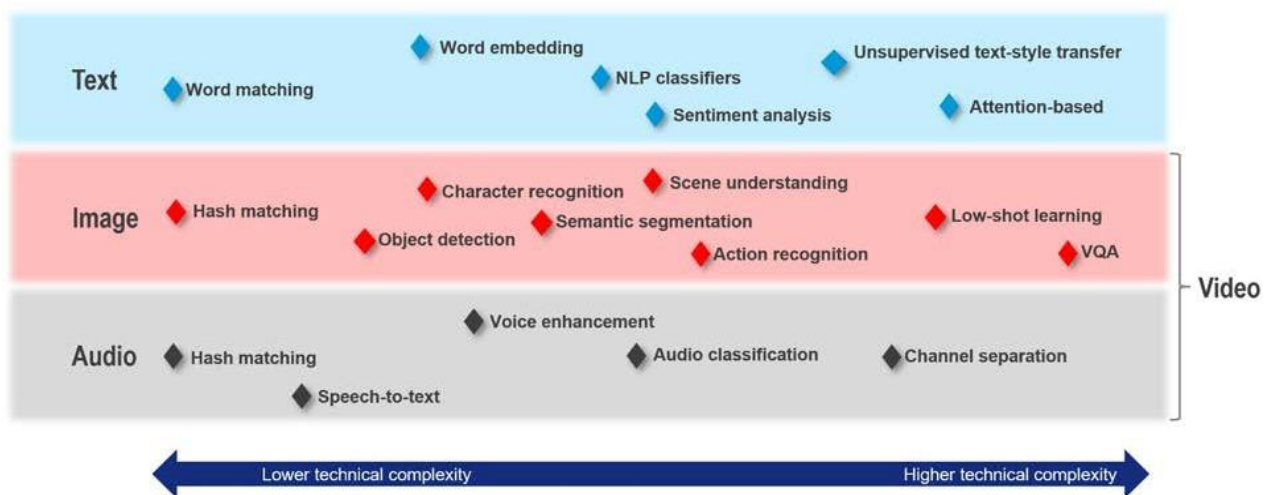 Text
Word matching
Word embedding
NLP classifiers
Sentiment analysis
Unsupervised text-style transfer
Attention-based
Image
Hash matching
Character recognition
Object detection
Semantic segmentation
Scene understanding
Action recognition
Low-shot learning
VQA
Audio
Hash matching
Speech-to-text
Voice enhancement
Audio classification
Channel separation
Video
Lower technical complexity
Higher technical complexity